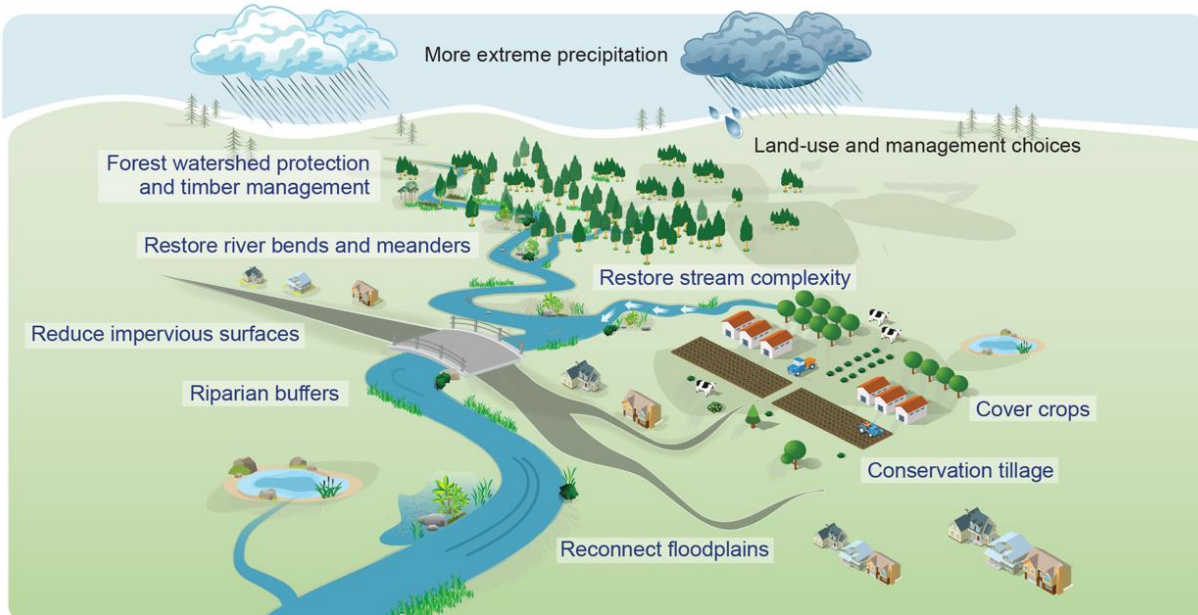 More extreme precipitation
Land-use and management choices
Forest watershed protection
and timber management
Restore river bends and meanders
Restore stream complexity
Reduce impervious surfaces
Riparian buffers
Cover crops
Conservation tillage
Reconnect floodplains